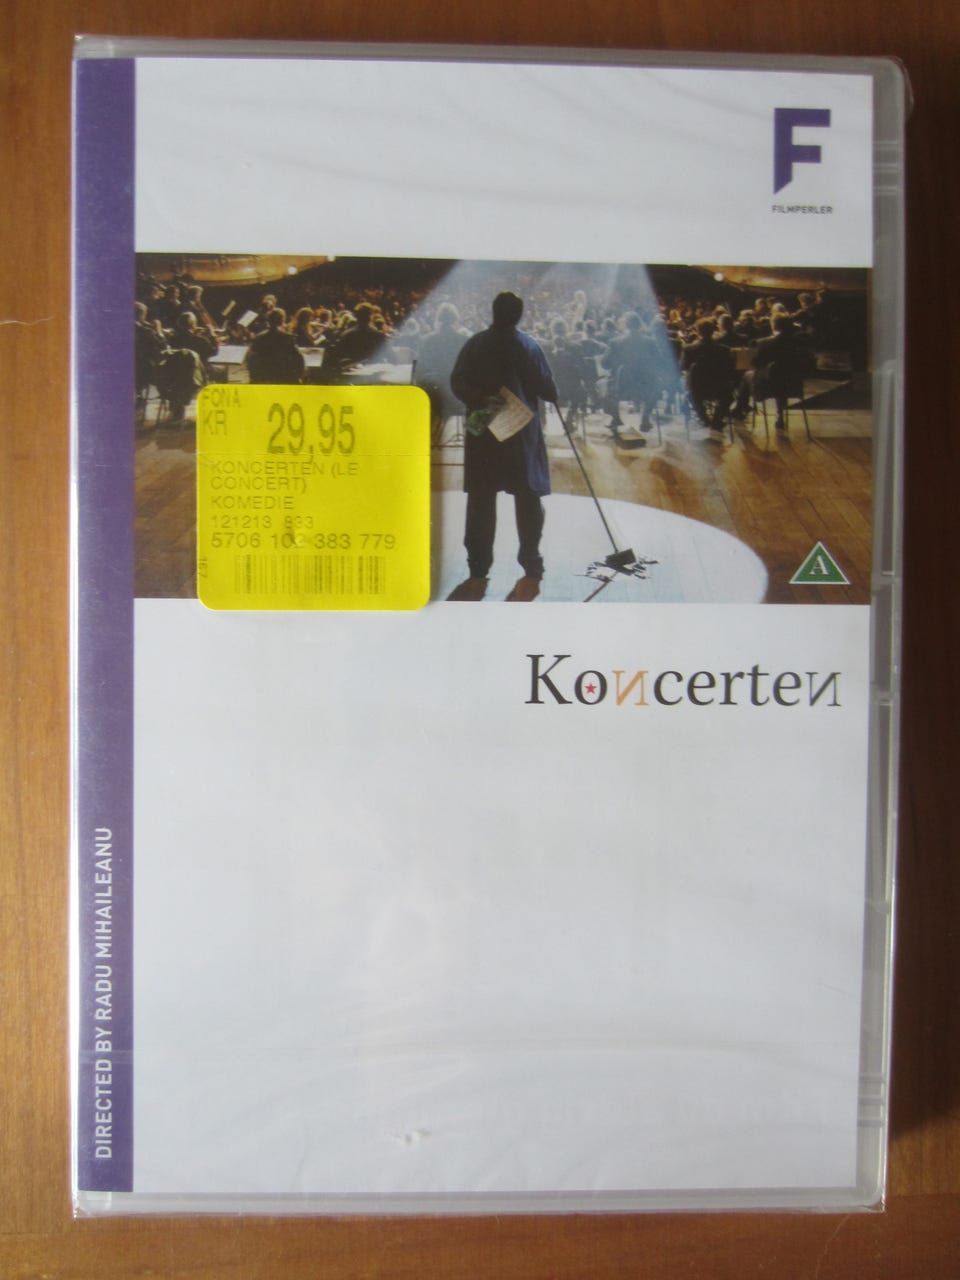 F
FILMPERLER
FONA
KR 29,95
KONCERTEN (LE
CONCERT)
KOMEDIE
121213 833
5706 102 383 779
157
A
Koncerten
DIRECTED BY RADU MIHAILEANU